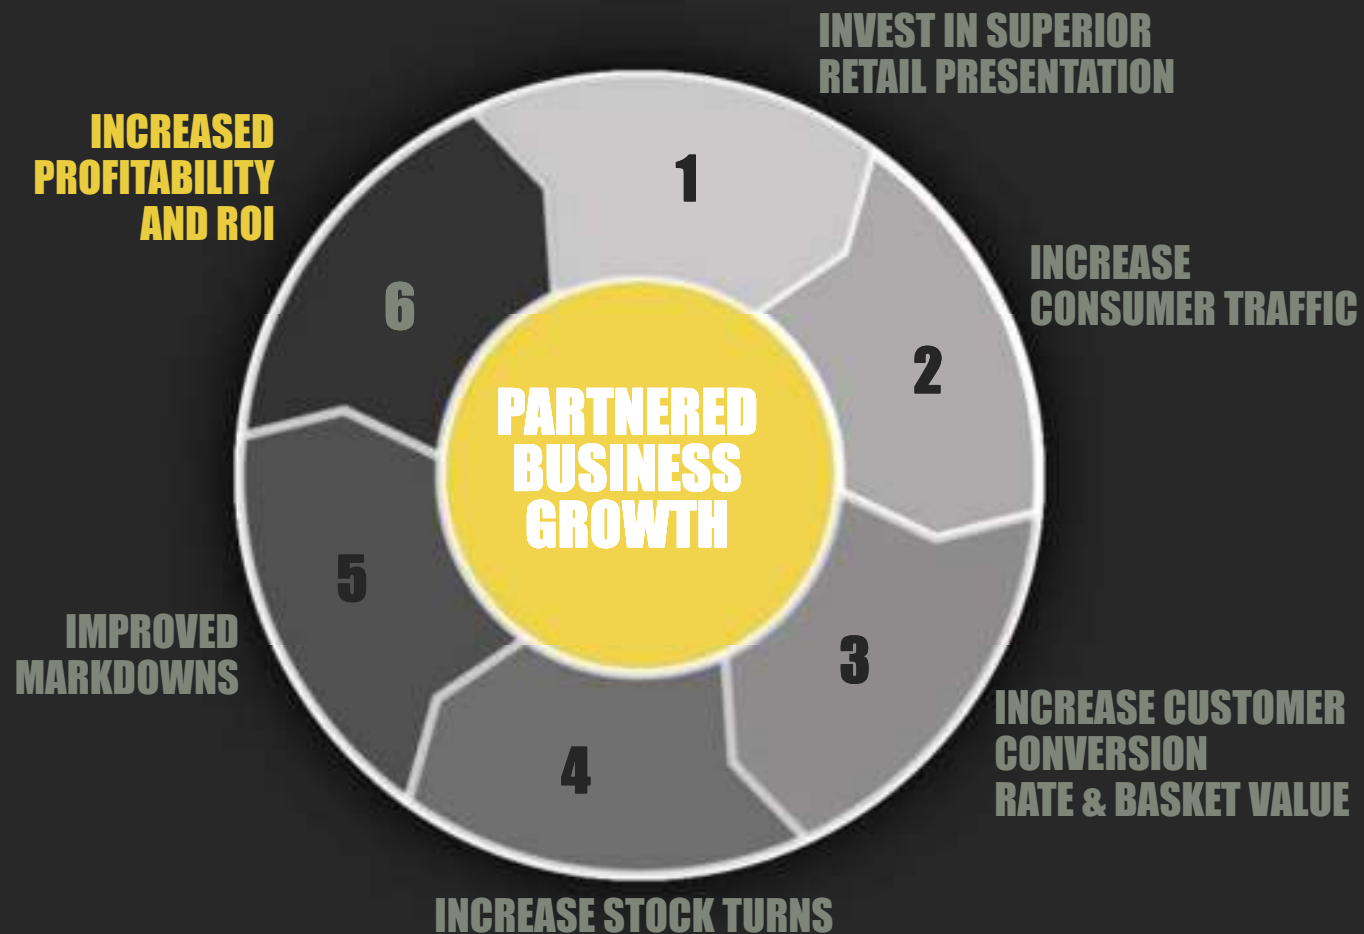 INVEST IN SUPERIOR
RETAIL PRESENTATION
INCREASED
PROFITABILITY
AND ROI
1
INCREASE
CONSUMER TRAFFIC
6
2
PARTNERED
BUSINESS
GROWTH
5
IMPROVED
MARKDOWNS
3
INCREASE CUSTOMER
CONVERSION
RATE & BASKET VALUE
4
INCREASE STOCK TURNS